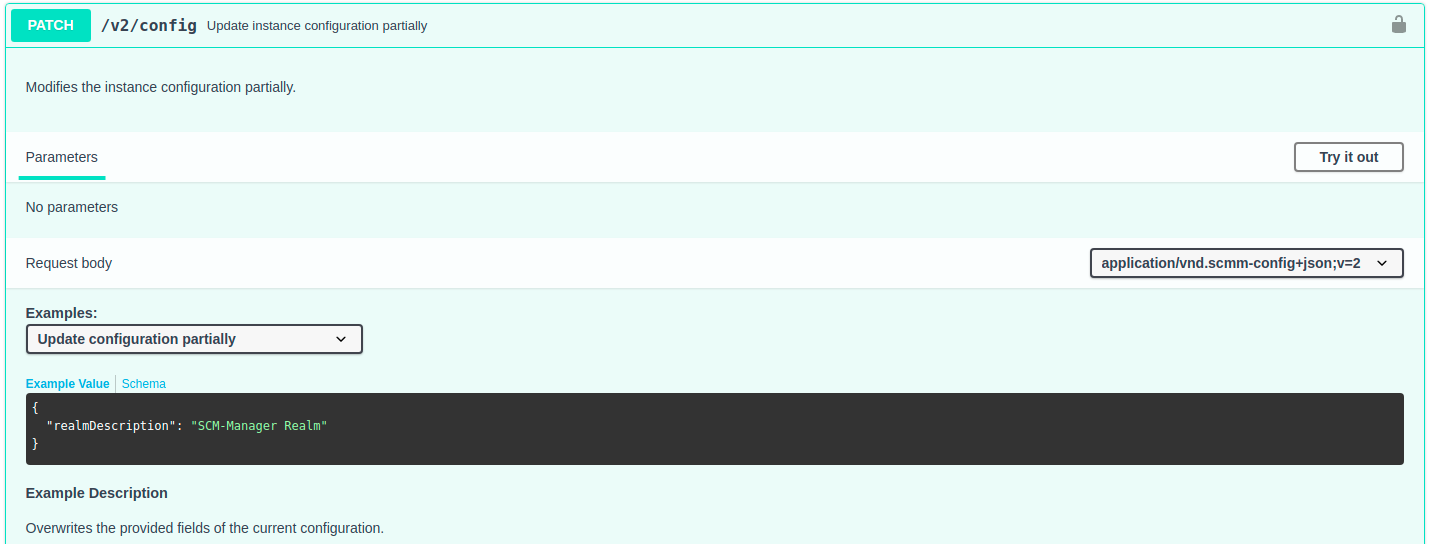 PATCH /v2/config Update instance configuration partially
Modifies the instance configuration partially.
Parameters Try it out
No parameters
Request body application/vnd.scmm-config+json;v=2
Examples:
Update configuration partially
Example Value Schema
{
"realmDescription": "SCM-Manager Realm"
}
Example Description
Overwrites the provided fields of the current configuration.